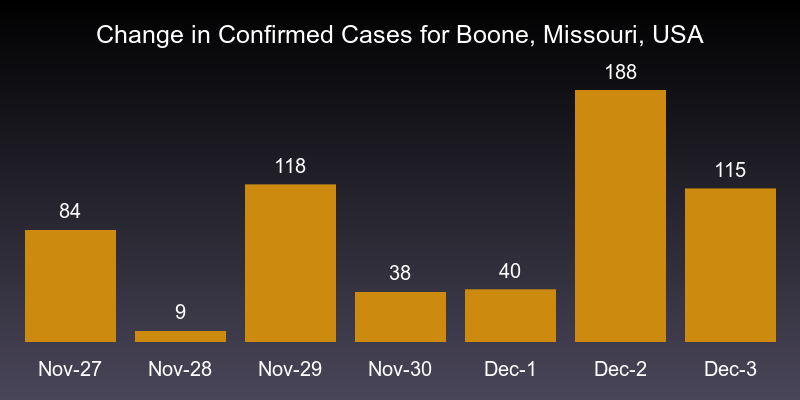 Change in Confirmed Cases for Boone, Missouri, USA
84
9
118
38
40
188
115
Nov-27
Nov-28
Nov-29
Nov-30
Dec-1
Dec-2
Dec-3